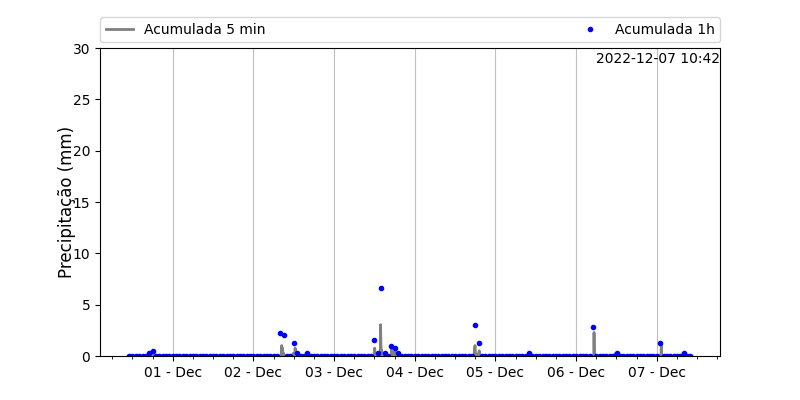 Acumulada 5 min
Acumulada 1h
2022-12-07 10:42
Precipitação (mm)
30
25
20
15
10
5
0
01 - Dec
02 - Dec
03 - Dec
04 - Dec
05 - Dec
06 - Dec
07 - Dec